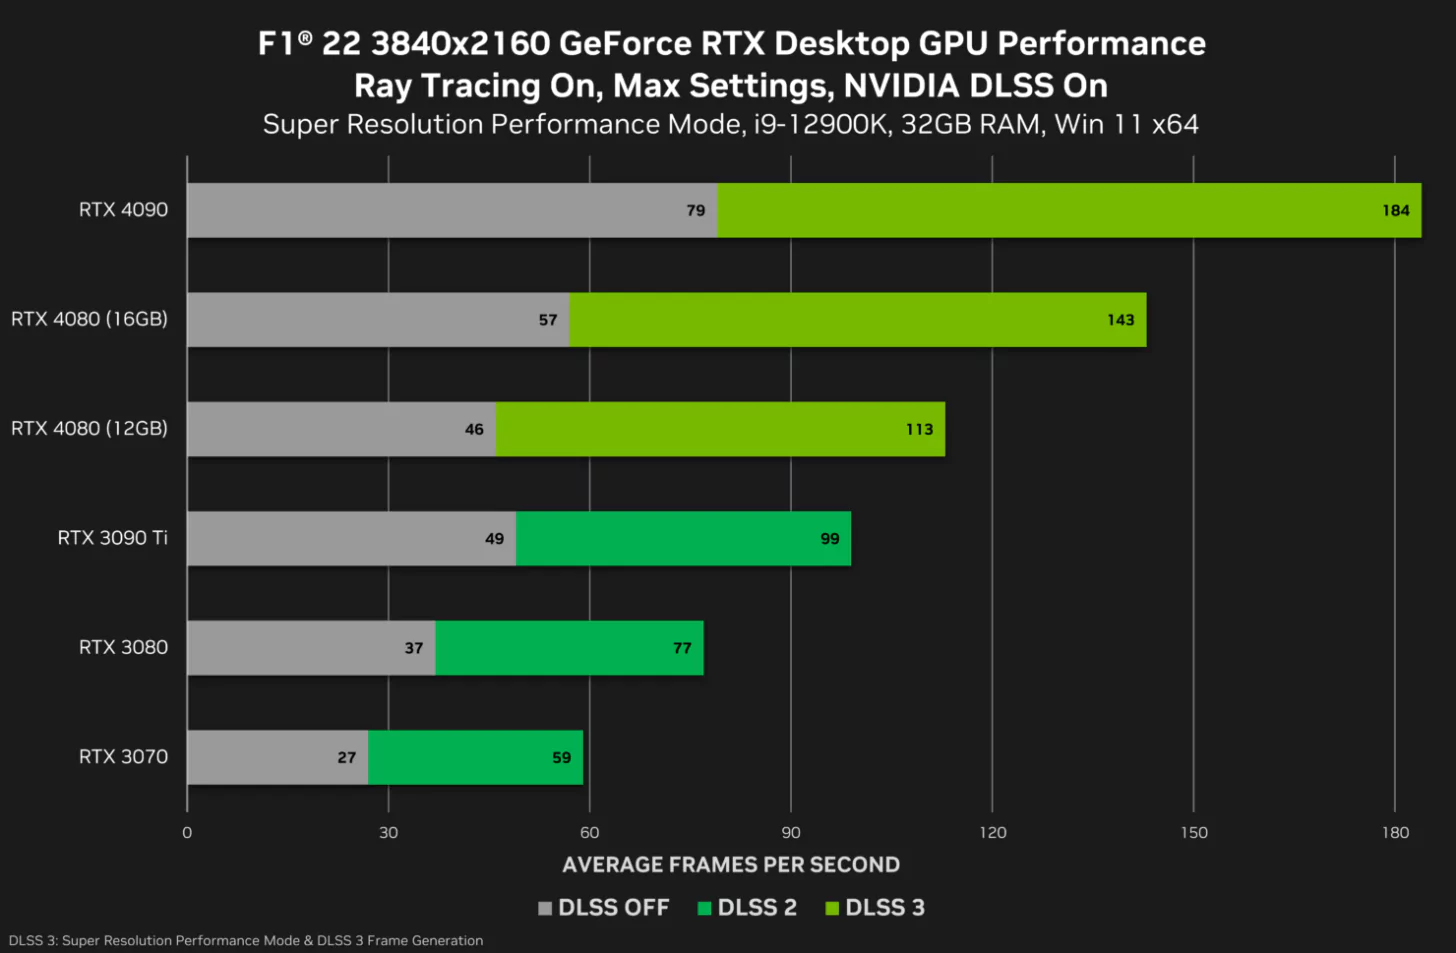 F1® 22 3840x2160 GeForce RTX Desktop GPU Performance
Ray Tracing On, Max Settings, NVIDIA DLSS On
Super Resolution Performance Mode, i9-12900K, 32GB RAM, Win 11 x64
RTX 4090 79 184
RTX 4080 (16GB) 57 143
RTX 4080 (12GB) 46 113
RTX 3090 Ti 49 99
RTX 3080 37 77
RTX 3070 27 59
0 30 60 90 120 150 180
AVERAGE FRAMES PER SECOND
DLSS OFF DLSS 2 DLSS 3
DLSS 3: Super Resolution Performance Mode & DLSS 3 Frame Generation